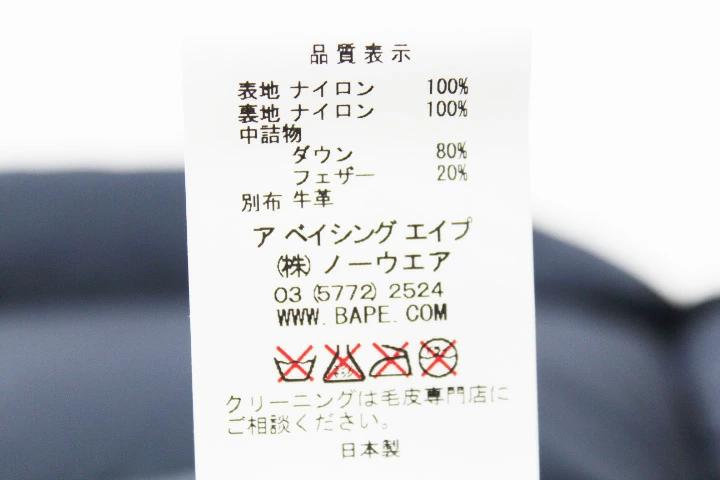 品質表示
表地 ナイロン 100%
裏地 ナイロン 100%
中詰物
ダウン 80%
フェザー 20%
別布 牛革
ア ベイシング エイプ
(株) ノーウエア
03 (5772) 2524
WWW. BAPE. COM
クリーニングは毛皮専門店に
ご相談ください。
日本製